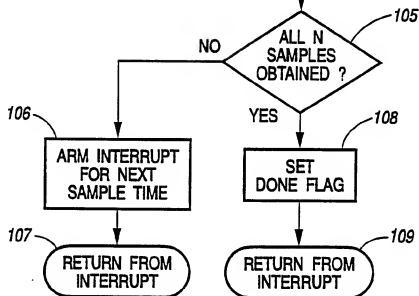 105
ALL N
SAMPLES
OBTAINED ?
NO
YES
106
ARM INTERRUPT
FOR NEXT
SAMPLE TIME
108
SET
DONE FLAG
107
RETURN FROM
INTERRUPT
109
RETURN FROM
INTERRUPT